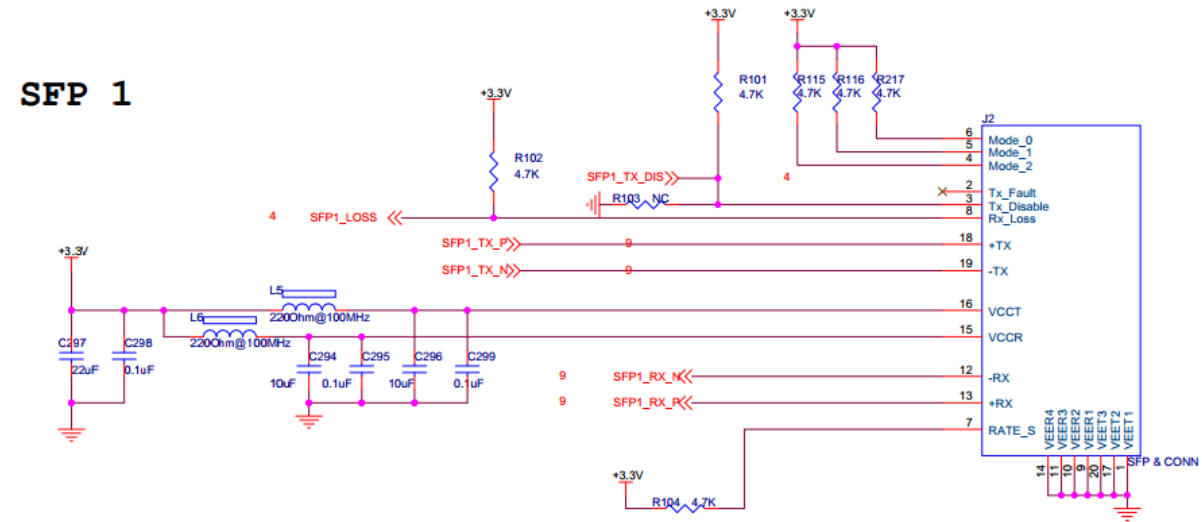 SFP 1
+3.3V
+3.3V
+3.3V
R101
4.7K
R115
4.7K
R116
4.7K
R217
4.7K
R102
4.7K
J2
6 Mode_0
5 Mode_1
4 Mode_2
SFP1_TX_DIS
4
2 Tx_Fault
R103 NC
3 Tx_Disable
4 SFP1_LOSS
8 Rx_Loss
SFP1_TX_P
9
18 +TX
+3.3V
SFP1_TX_N
9
19 -TX
L5
220Ohm@100MHz
16 VCCT
L6
220Ohm@100MHz
15 VCCR
C297
22uF
C298
0.1uF
C294
10uF
C295
0.1uF
C296
10uF
C299
0.1uF
9 SFP1_RX_N
12 -RX
9 SFP1_RX_P
13 +RX
7 RATE_S
VEER4
VEER3
VEER2
VEER1
VEET3
VEET2
VEET1
14
11
10
9
20
17
1
SFP & CONN
+3.3V
R104 4.7K